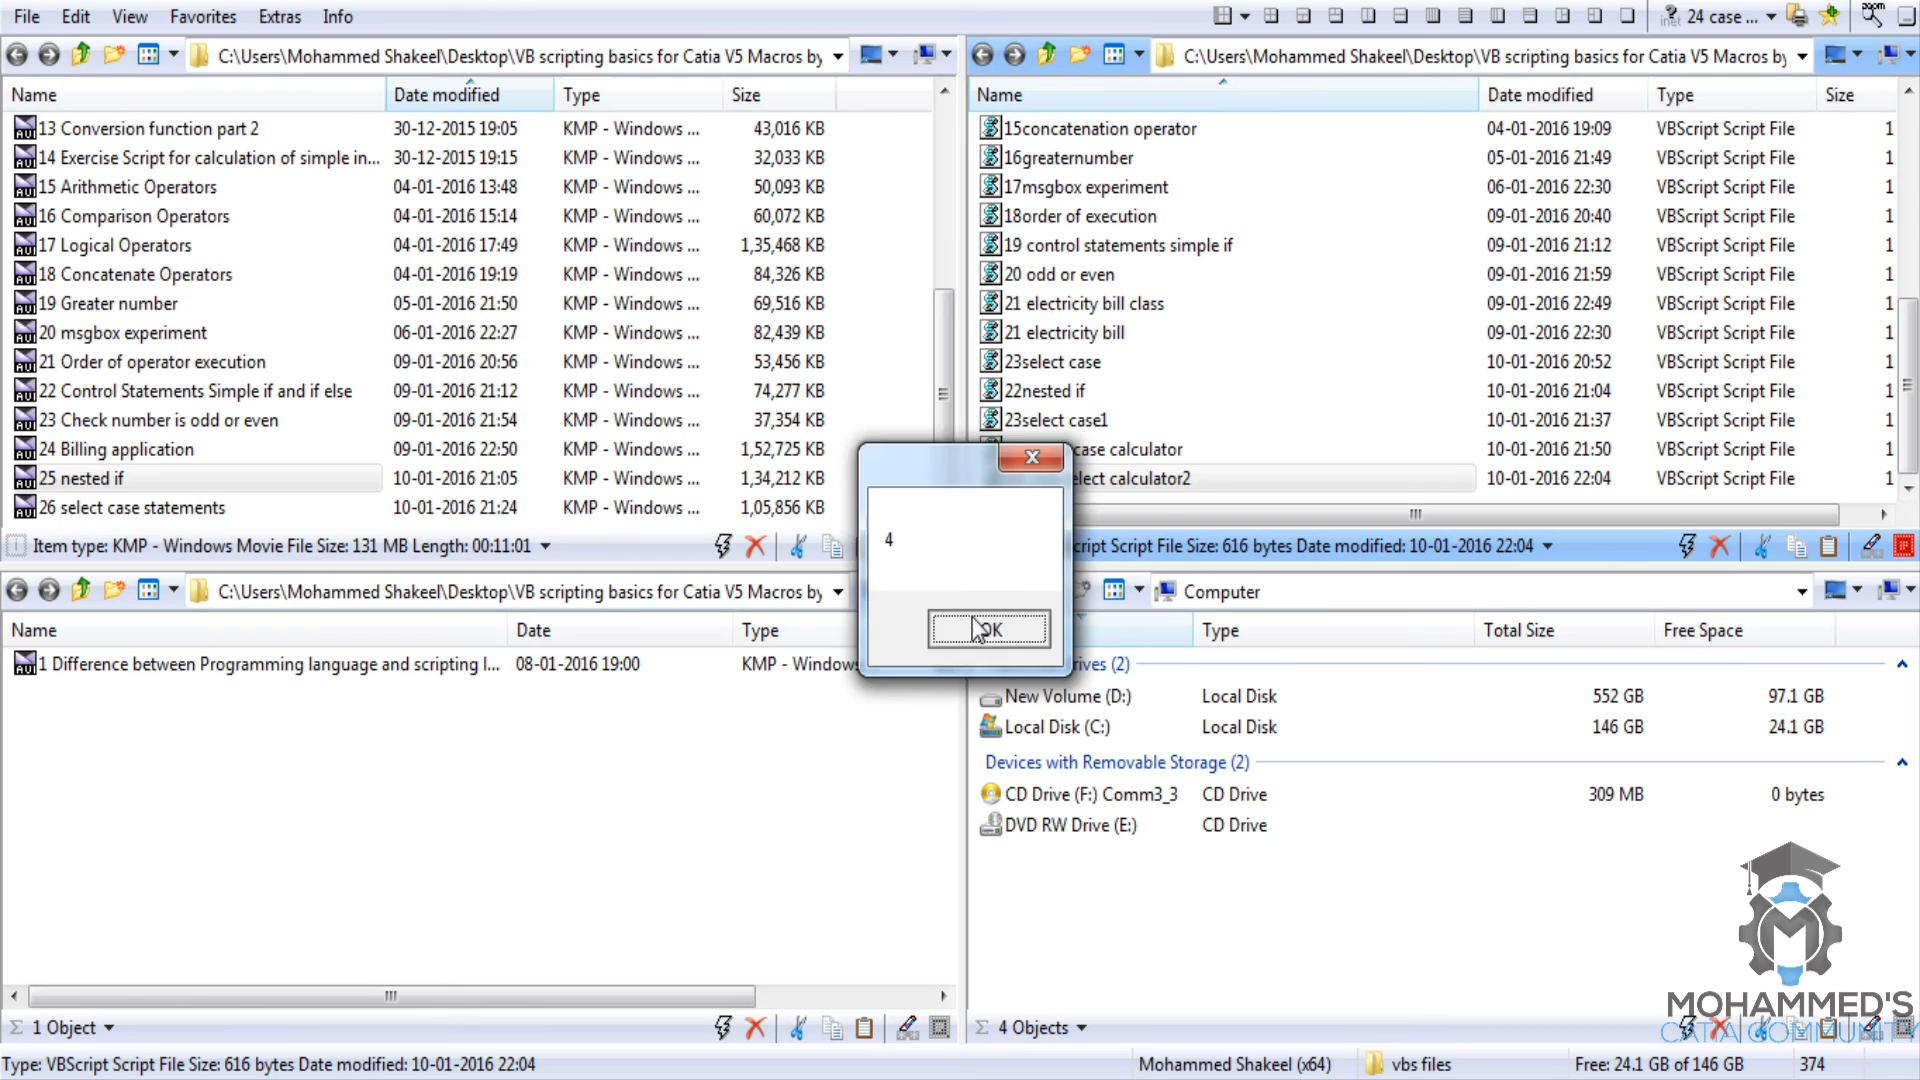 File Edit View Favorites Extras Info
24 case ...
C:\Users\Mohammed Shakeel\Desktop\VB scripting basics for Catia V5 Macros by
Name Date modified Type Size
13 Conversion function part 2 30-12-2015 19:05 KMP - Windows ... 43,016 KB
14 Exercise Script for calculation of simple in... 30-12-2015 19:15 KMP - Windows ... 32,033 KB
15 Arithmetic Operators 04-01-2016 13:48 KMP - Windows ... 50,093 KB
16 Comparison Operators 04-01-2016 15:14 KMP - Windows ... 60,072 KB
17 Logical Operators 04-01-2016 17:49 KMP - Windows ... 1,35,468 KB
18 Concatenate Operators 04-01-2016 19:19 KMP - Windows ... 84,326 KB
19 Greater number 05-01-2016 21:50 KMP - Windows ... 69,516 KB
20 msgbox experiment 06-01-2016 22:27 KMP - Windows ... 82,439 KB
21 Order of operator execution 09-01-2016 20:56 KMP - Windows ... 53,456 KB
22 Control Statements Simple if and if else 09-01-2016 21:12 KMP - Windows ... 74,277 KB
23 Check number is odd or even 09-01-2016 21:54 KMP - Windows ... 37,354 KB
24 Billing application 09-01-2016 22:50 KMP - Windows ... 1,52,725 KB
25 nested if 10-01-2016 21:05 KMP - Windows ... 1,34,212 KB
26 select case statements 10-01-2016 21:24 KMP - Windows ... 1,05,856 KB
Item type: KMP - Windows Movie File Size: 131 MB Length: 00:11:01
C:\Users\Mohammed Shakeel\Desktop\VB scripting basics for Catia V5 Macros by
Name Date modified Type Size
15concatenation operator 04-01-2016 19:09 VBScript Script File 1
16greaternumber 05-01-2016 21:49 VBScript Script File 1
17msgbox experiment 06-01-2016 22:30 VBScript Script File 1
18order of execution 09-01-2016 20:40 VBScript Script File 1
19 control statements simple if 09-01-2016 21:12 VBScript Script File 1
20 odd or even 09-01-2016 21:59 VBScript Script File 1
21 electricity bill class 09-01-2016 22:49 VBScript Script File 1
21 electricity bill 09-01-2016 22:30 VBScript Script File 1
23select case 10-01-2016 20:52 VBScript Script File 1
22nested if 10-01-2016 21:04 VBScript Script File 1
23select case1 10-01-2016 21:37 VBScript Script File 1
case calculator 10-01-2016 21:50 VBScript Script File 1
calculator2 10-01-2016 22:04 VBScript Script File 1
Script File Size: 616 bytes Date modified: 10-01-2016 22:04
4
OK
C:\Users\Mohammed Shakeel\Desktop\VB scripting basics for Catia V5 Macros by
Name Date Type
1 Difference between Programming language and scripting l... 08-01-2016 19:00 KMP - Window
1 Object
Computer
Type Total Size Free Space
(2)
New Volume (D:) Local Disk 552 GB 97.1 GB
Local Disk (C:) Local Disk 146 GB 24.1 GB
Devices with Removable Storage (2)
CD Drive (F:) Comm3_3 CD Drive 309 MB 0 bytes
DVD RW Drive (E:) CD Drive
4 Objects
MOHAMMED'S
CATIA COMMUNITY
Type: VBScript Script File Size: 616 bytes Date modified: 10-01-2016 22:04
Mohammed Shakeel (x64) vbs files Free: 24.1 GB of 146 GB 374